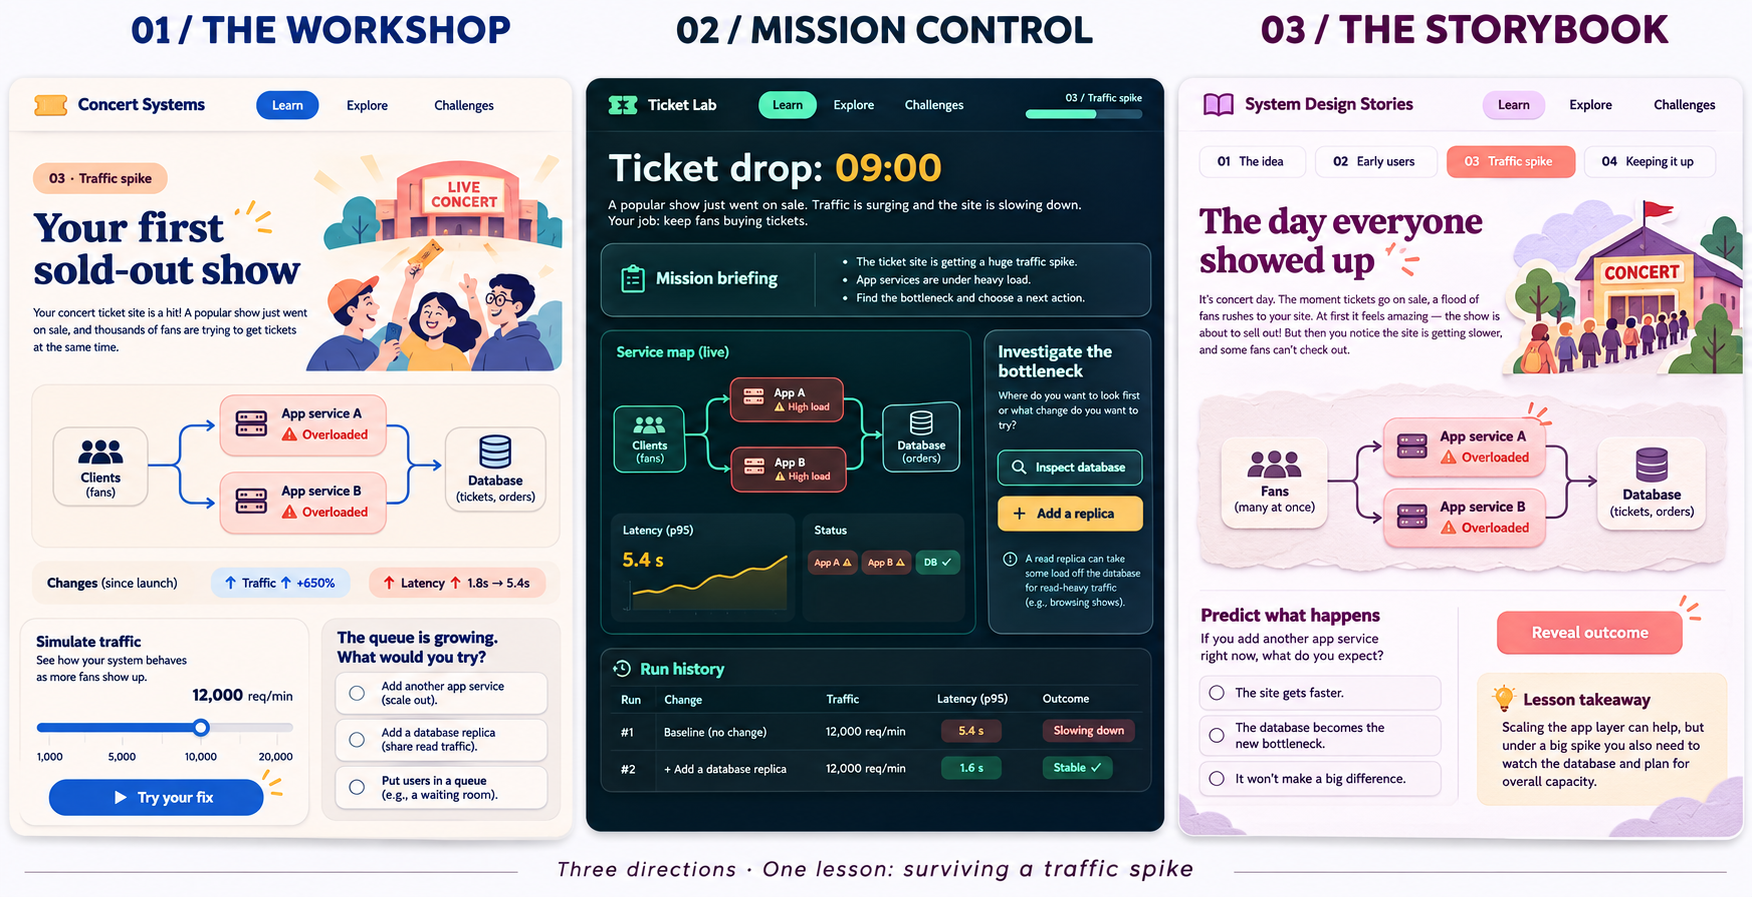 01 / THE WORKSHOP
Concert Systems
Learn
Explore
Challenges
03 · Traffic spike
Your first
sold-out show
Your concert ticket site is a hit! A popular show just went
on sale, and thousands of fans are trying to get tickets
at the same time.
LIVE
CONCERT
Clients
(fans)
App service A
Overloaded
App service B
Overloaded
Database
(tickets, orders)
Changes (since launch)
↑ Traffic ↑ +650%
↑ Latency ↑ 1.8s → 5.4s
Simulate traffic
See how your system behaves
as more fans show up.
12,000 req/min
1,000
5,000
10,000
20,000
Try your fix
The queue is growing.
What would you try?
Add another app service
(scale out).
Add a database replica
(share read traffic).
Put users in a queue
(e.g., a waiting room).
02 / MISSION CONTROL
Ticket Lab
Learn
Explore
Challenges
03 / Traffic spike
Ticket drop: 09:00
A popular show just went on sale. Traffic is surging and the site is slowing down.
Your job: keep fans buying tickets.
Mission briefing
• The ticket site is getting a huge traffic spike.
• App services are under heavy load.
• Find the bottleneck and choose a next action.
Service map (live)
Clients
(fans)
App A
High load
App B
High load
Database
(orders)
Latency (p95)
5.4 s
Status
App A
App B
DB ✓
Investigate the
bottleneck
Where do you want to look first
or what change do you want to
try?
Inspect database
+ Add a replica
A read replica can take
some load off the database
for read-heavy traffic
(e.g., browsing shows).
Run history
Run
Change
Traffic
Latency (p95)
Outcome
#1
Baseline (no change)
12,000 req/min
5.4 s
Slowing down
#2
+ Add a database replica
12,000 req/min
1.6 s
Stable ✓
03 / THE STORYBOOK
System Design Stories
Learn
Explore
Challenges
01 The idea
02 Early users
03 Traffic spike
04 Keeping it up
The day everyone
showed up
It's concert day. The moment tickets go on sale, a flood of
fans rushes to your site. At first it feels amazing — the show is
about to sell out! But then you notice the site is getting slower,
and some fans can't check out.
CONCERT
Fans
(many at once)
App service A
Overloaded
App service B
Overloaded
Database
(tickets, orders)
Predict what happens
If you add another app service
right now, what do you expect?
The site gets faster.
The database becomes the
new bottleneck.
It won't make a big difference.
Reveal outcome
Lesson takeaway
Scaling the app layer can help, but
under a big spike you also need to
watch the database and plan for
overall capacity.
Three directions · One lesson: surviving a traffic spike